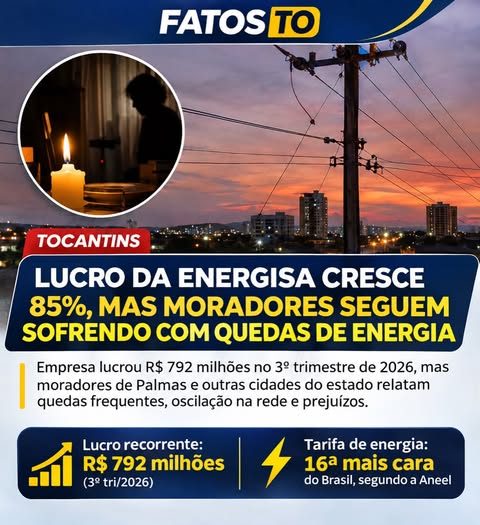 FATOS TO
TOCANTINS
LUCRO DA ENERGISA CRESCE
85%, MAS MORADORES SEGUEM
SOFRENDO COM QUEDAS DE ENERGIA
Empresa lucrou R$ 792 milhões no 3º trimestre de 2026, mas
moradores de Palmas e outras cidades do estado relatam
quedas frequentes, oscilação na rede e prejuízos.
Lucro recorrente:
R$ 792 milhões
(3º tri/2026)
Tarifa de energia:
16ª mais cara
do Brasil, segundo a Aneel